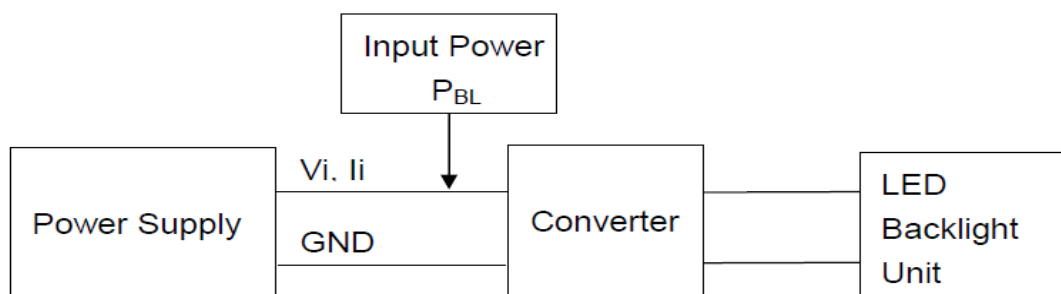 Input Power
PBL
Power Supply
Vi, Ii
GND
Converter
LED
Backlight
Unit